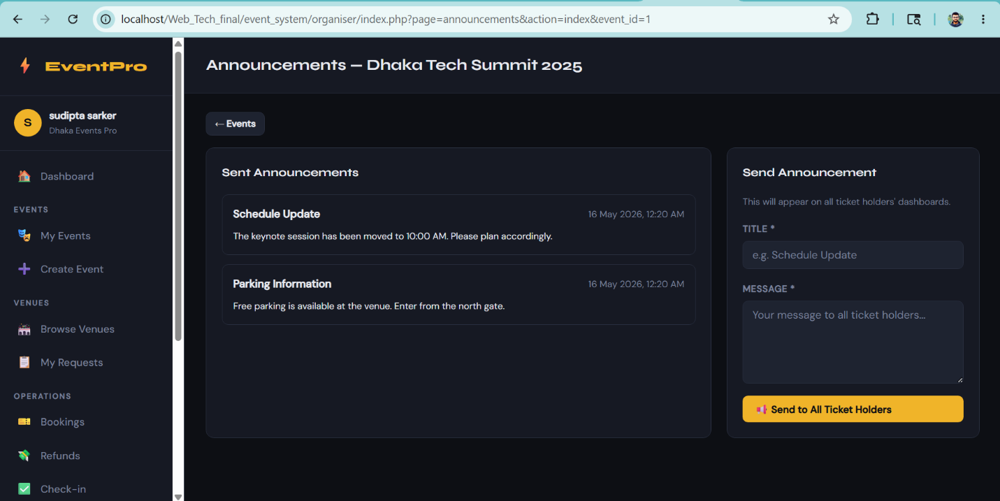 localhost/Web_Tech_final/event_system/organiser/index.php?page=announcements&action=index&event_id=1
EventPro
S
sudipta sarker
Dhaka Events Pro
Dashboard
EVENTS
My Events
Create Event
VENUES
Browse Venues
My Requests
OPERATIONS
Bookings
Refunds
Check-in
Announcements — Dhaka Tech Summit 2025
← Events
Sent Announcements
Schedule Update
16 May 2026, 12:20 AM
The keynote session has been moved to 10:00 AM. Please plan accordingly.
Parking Information
16 May 2026, 12:20 AM
Free parking is available at the venue. Enter from the north gate.
Send Announcement
This will appear on all ticket holders' dashboards.
TITLE *
e.g. Schedule Update
MESSAGE *
Your message to all ticket holders...
Send to All Ticket Holders